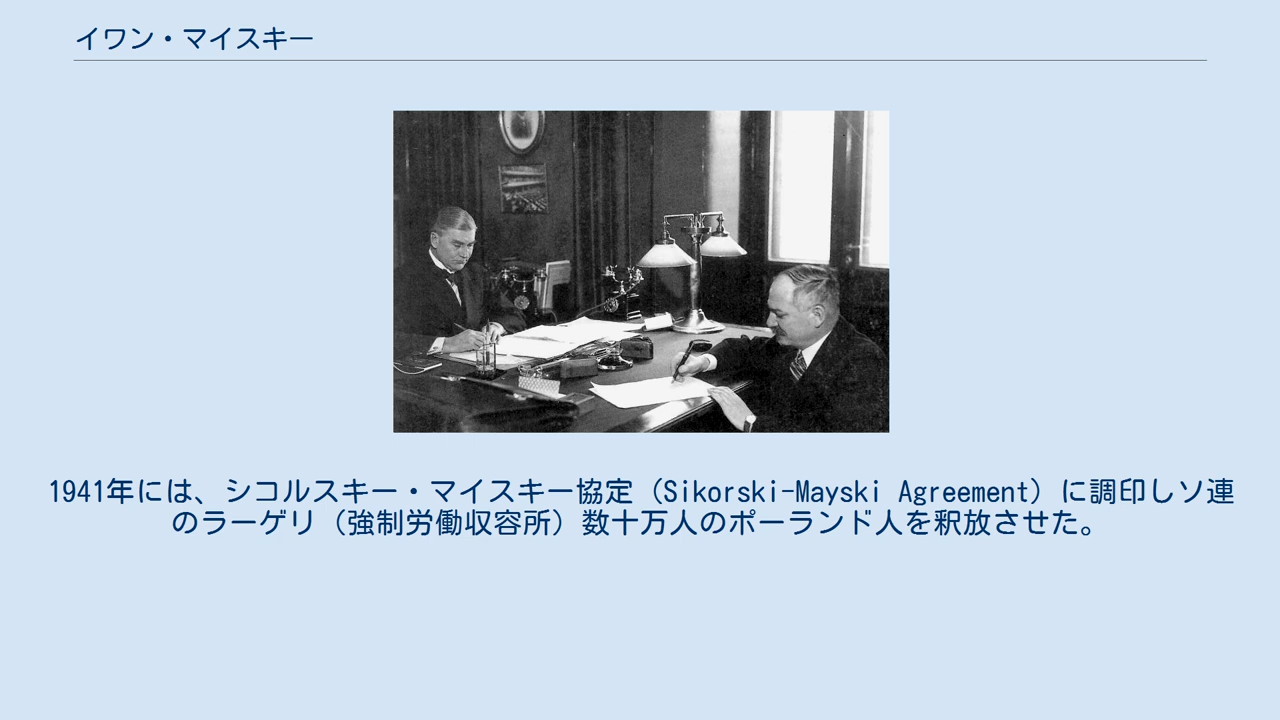 イワン・マイスキー
1941年には、シコルスキー・マイスキー協定（Sikorski-Mayski Agreement）に調印しソ連
のラーゲリ（強制労働収容所）数十万人のポーランド人を釈放させた。